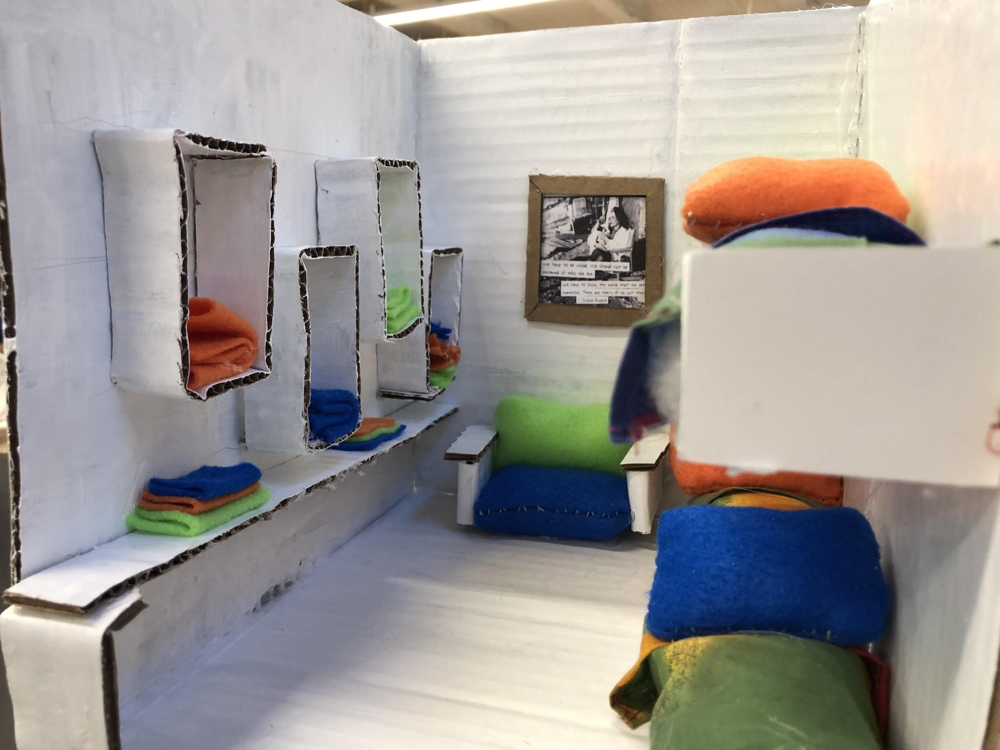 We have to be visible. We should not be
ashamed of who we are.
We have to show the world that we are
numerous. There are many of us out there
- Sylvia Rivera